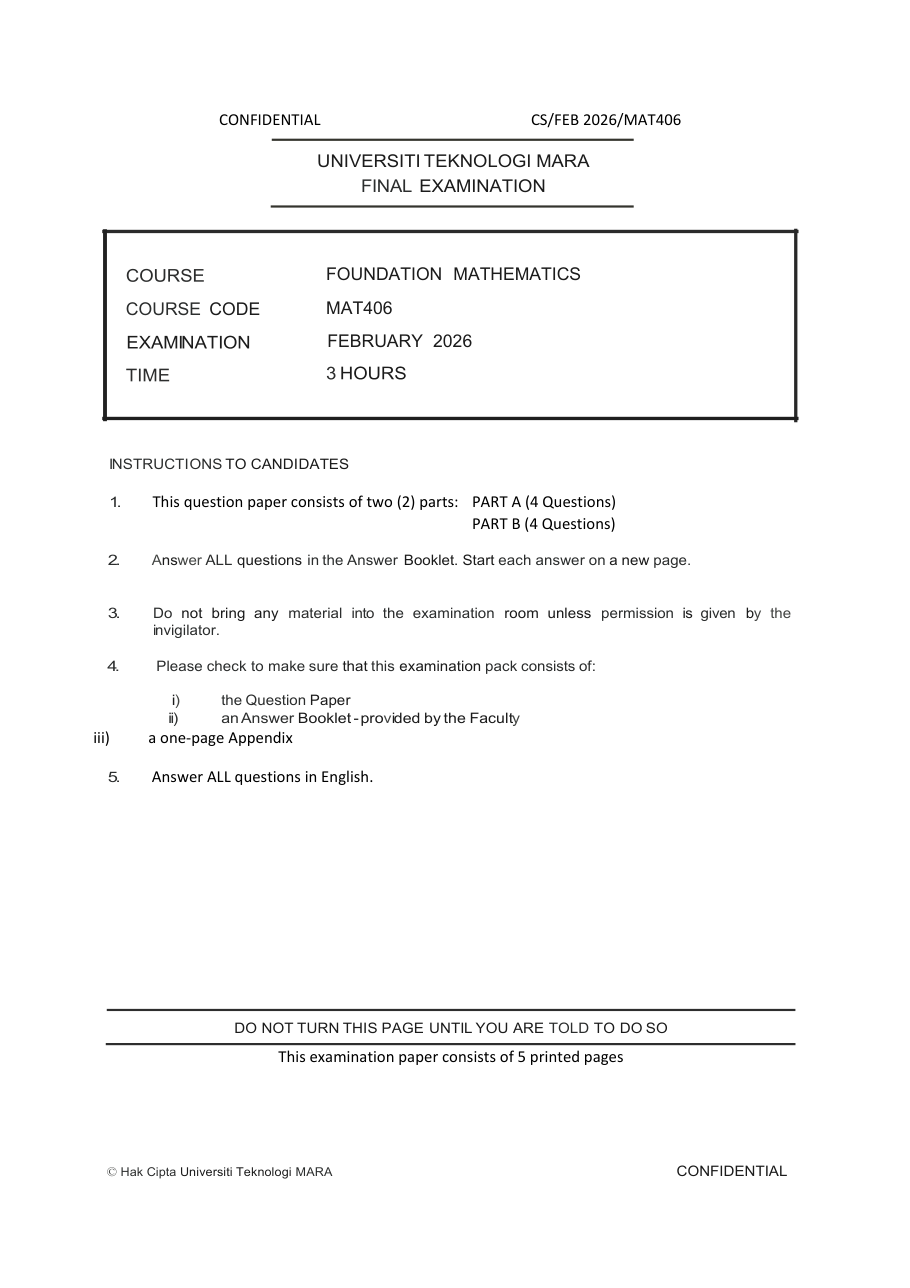 CONFIDENTIAL CS/FEB 2026/MAT406
UNIVERSITI TEKNOLOGI MARA
FINAL EXAMINATION
COURSE FOUNDATION MATHEMATICS
COURSE CODE MAT406
EXAMINATION FEBRUARY 2026
TIME 3 HOURS
INSTRUCTIONS TO CANDIDATES
1. This question paper consists of two (2) parts: PART A (4 Questions)
PART B (4 Questions)
2. Answer ALL questions in the Answer Booklet. Start each answer on a new page.
3. Do not bring any material into the examination room unless permission is given by the
invigilator.
4. Please check to make sure that this examination pack consists of:
i) the Question Paper
ii) an Answer Booklet - provided by the Faculty
iii) a one-page Appendix
5. Answer ALL questions in English.
DO NOT TURN THIS PAGE UNTIL YOU ARE TOLD TO DO SO
This examination paper consists of 5 printed pages
© Hak Cipta Universiti Teknologi MARA CONFIDENTIAL